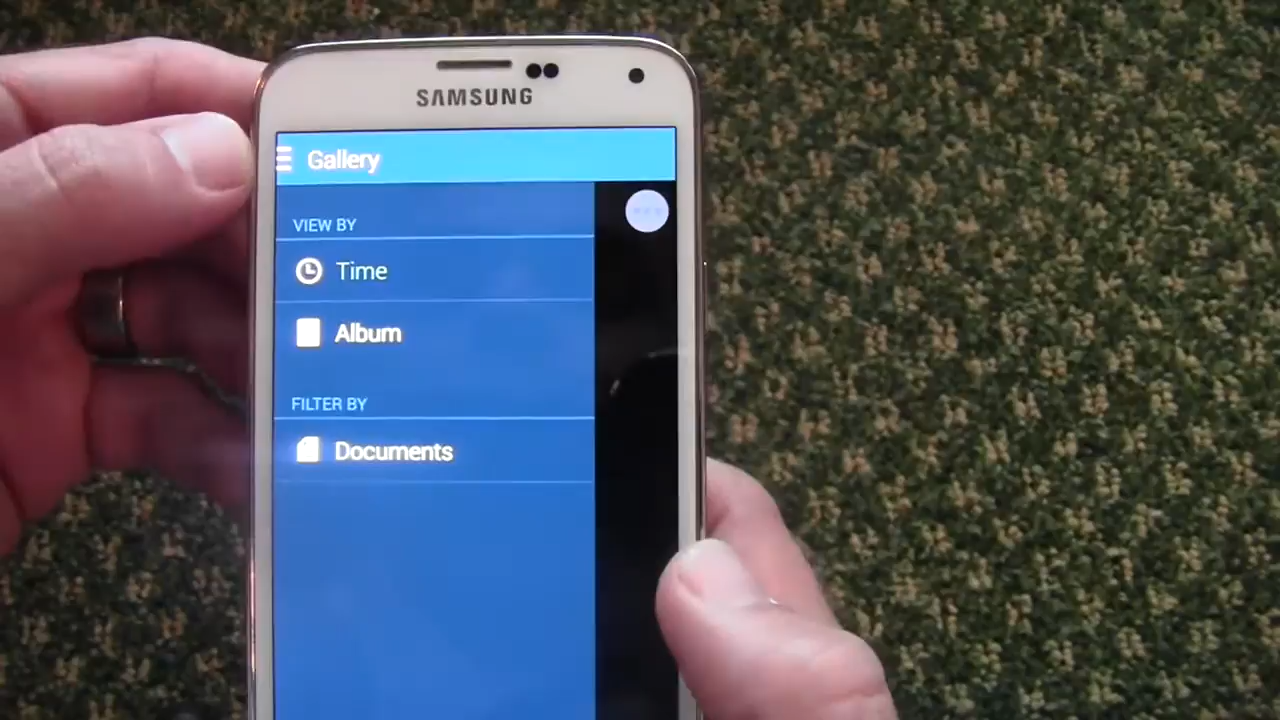 SAMSUNG
Gallery
VIEW BY
Time
Album
FILTER BY
Documents